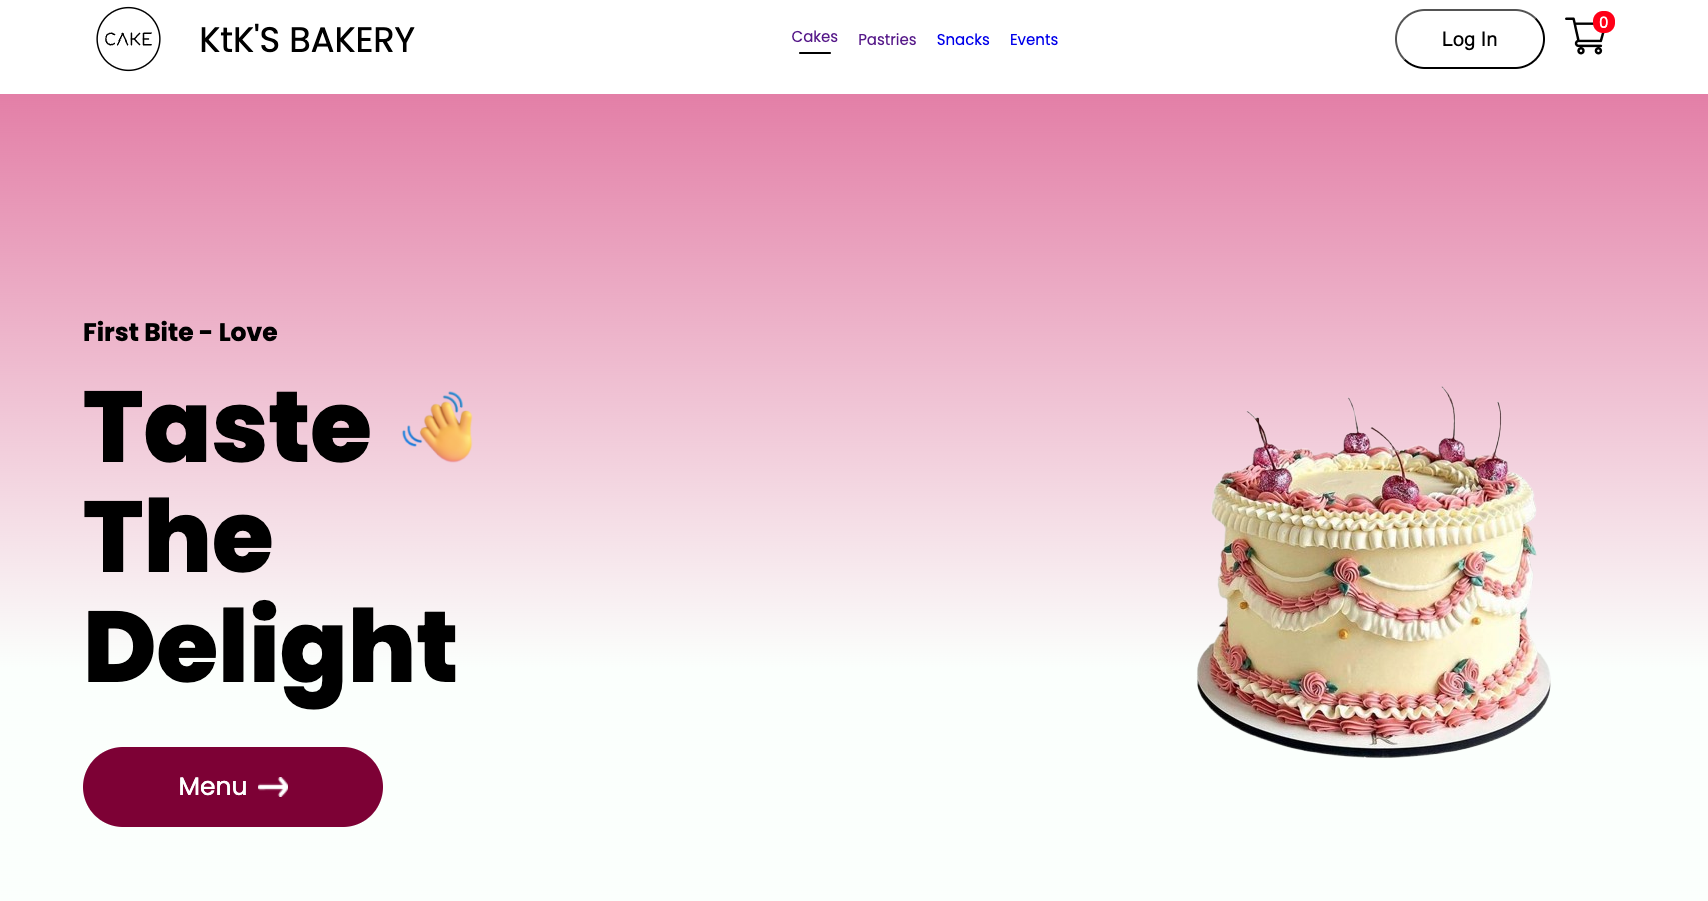 CAKE
KtK'S BAKERY
Cakes
Pastries
Snacks
Events
Log In
0
First Bite - Love
Taste
The
Delight
Menu